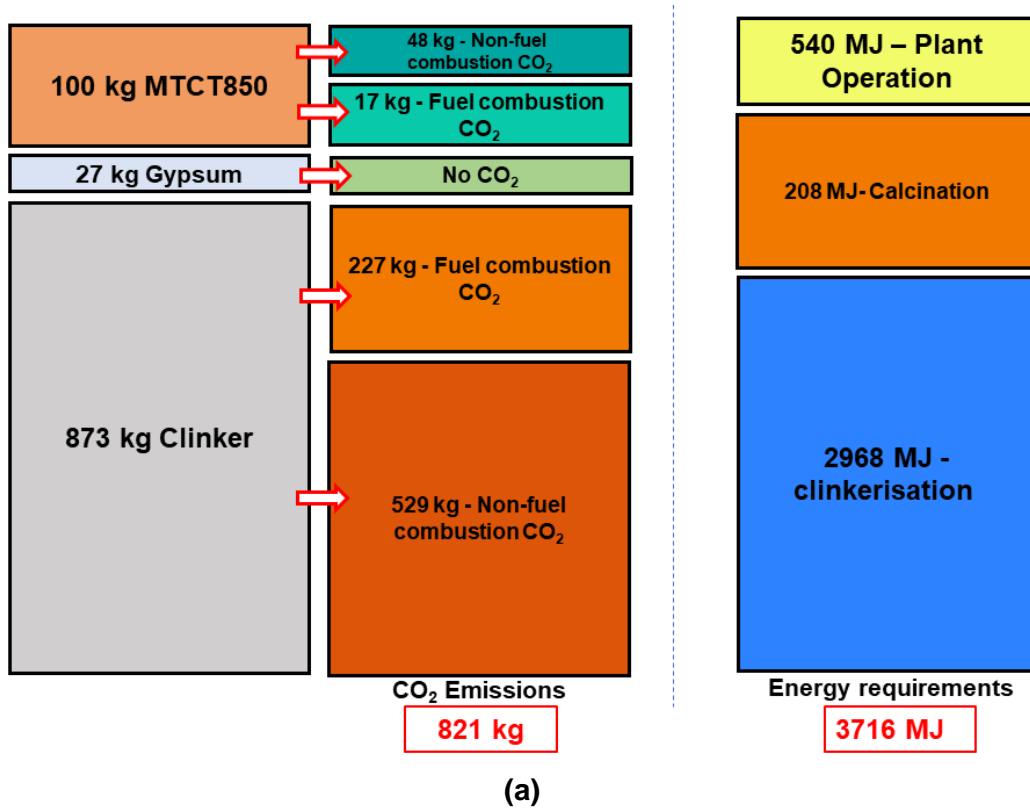 100 kg MTCT850
48 kg - Non-fuel
combustion CO₂
17 kg - Fuel combustion
CO₂
27 kg Gypsum
No CO₂
873 kg Clinker
227 kg - Fuel combustion
CO₂
529 kg - Non-fuel
combustion CO₂
CO₂ Emissions
821 kg
540 MJ – Plant
Operation
208 MJ- Calcination
2968 MJ -
clinkerisation
Energy requirements
3716 MJ
(a)